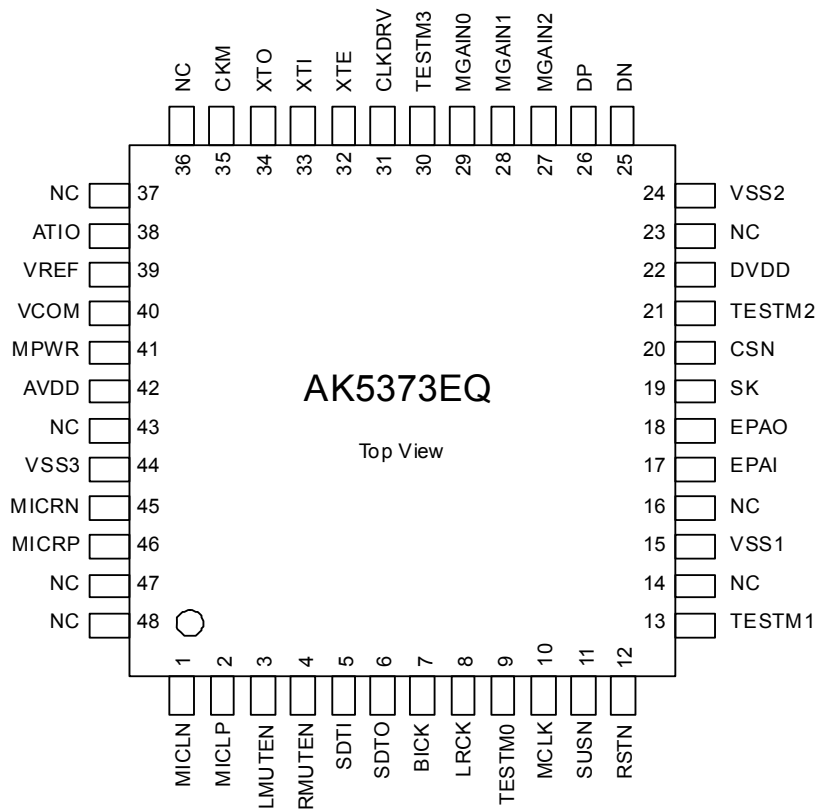 NC CKM XTO XTI XTE CLKDRV TESTM3 MGAIN0 MGAIN1 MGAIN2 DP DN
36 35 34 33 32 31 30 29 28 27 26 25
NC 37 24 VSS2
ATIO 38 23 NC
VREF 39 22 DVDD
VCOM 40 21 TESTM2
MPWR 41 20 CSN
AVDD 42 19 SK
AK5373EQ
NC 43 18 EPAO
Top View
VSS3 44 17 EPAI
MICRN 45 16 NC
MICRP 46 15 VSS1
NC 47 14 NC
NC 48 13 TESTM1
1 2 3 4 5 6 7 8 9 10 11 12
MICLN MICLP LMUTEN RMUTEN SDTI SDTO BICK LRCK TESTM0 MCLK SUSN RSTN